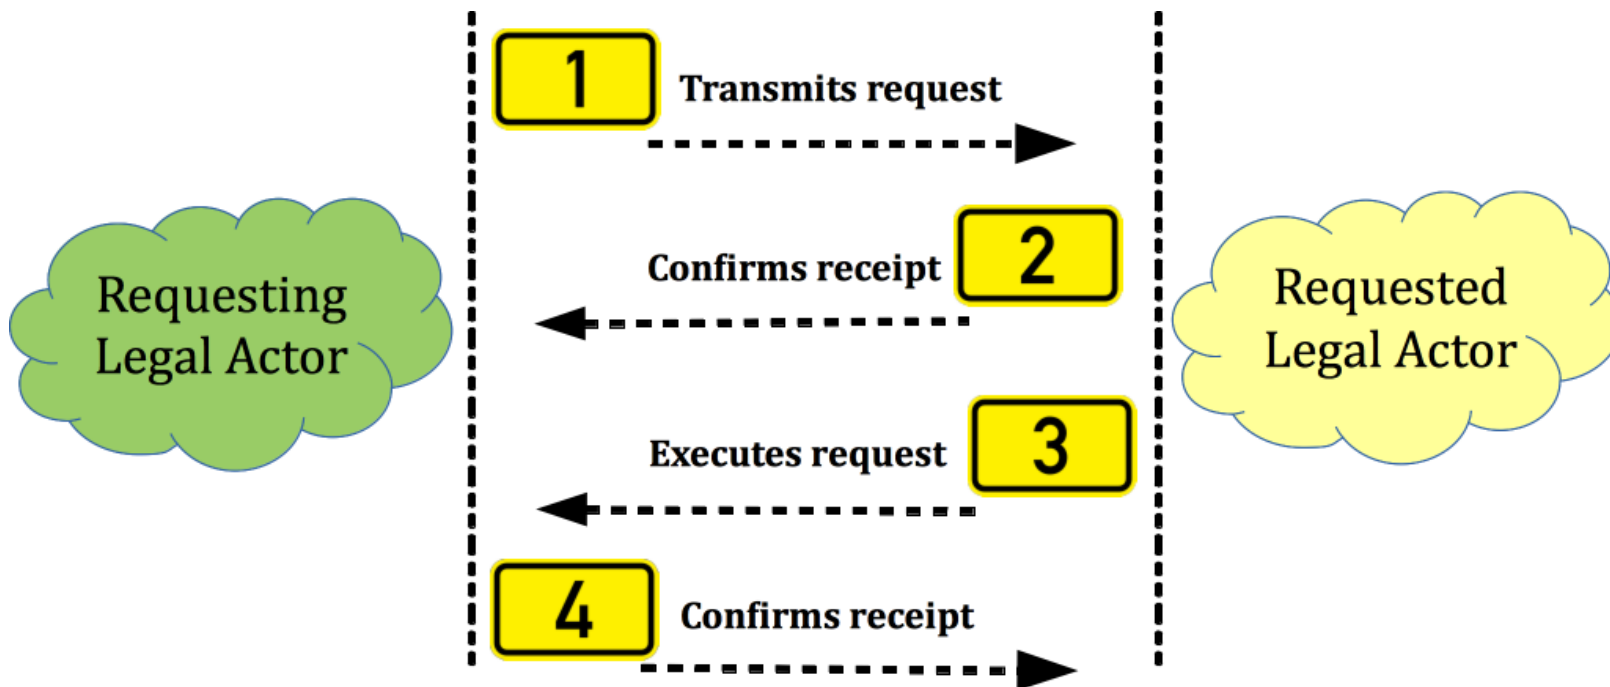 1
Transmits request
2
Confirms receipt
Requesting
Legal Actor
Requested
Legal Actor
3
Executes request
4
Confirms receipt